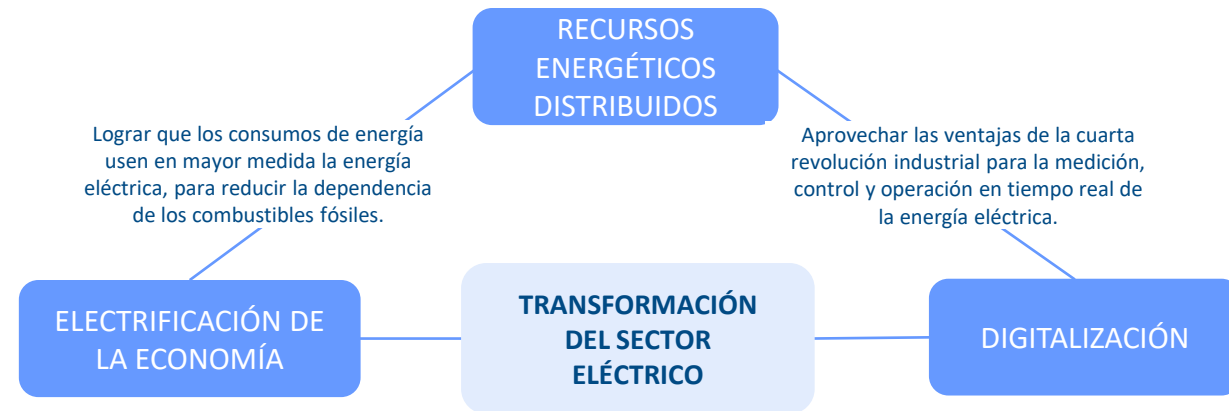 RECURSOS
ENERGÉTICOS
DISTRIBUIDOS
Lograr que los consumos de energía
usen en mayor medida la energía
eléctrica, para reducir la dependencia
de los combustibles fósiles.
Aprovechar las ventajas de la cuarta
revolución industrial para la medición,
control y operación en tiempo real de
la energía eléctrica.
ELECTRIFICACIÓN DE
LA ECONOMÍA
TRANSFORMACIÓN
DEL SECTOR
ELÉCTRICO
DIGITALIZACIÓN